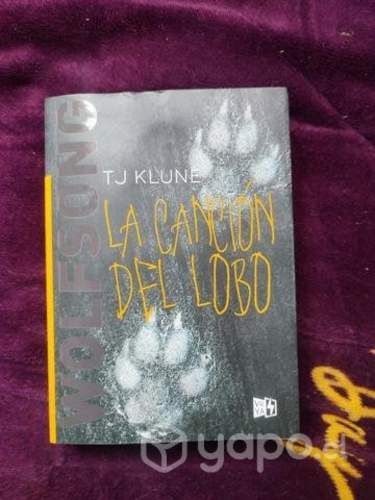 WOLFSONG
TJ KLUNE
LA CANCIÓN
DEL LOBO
yapo.cl